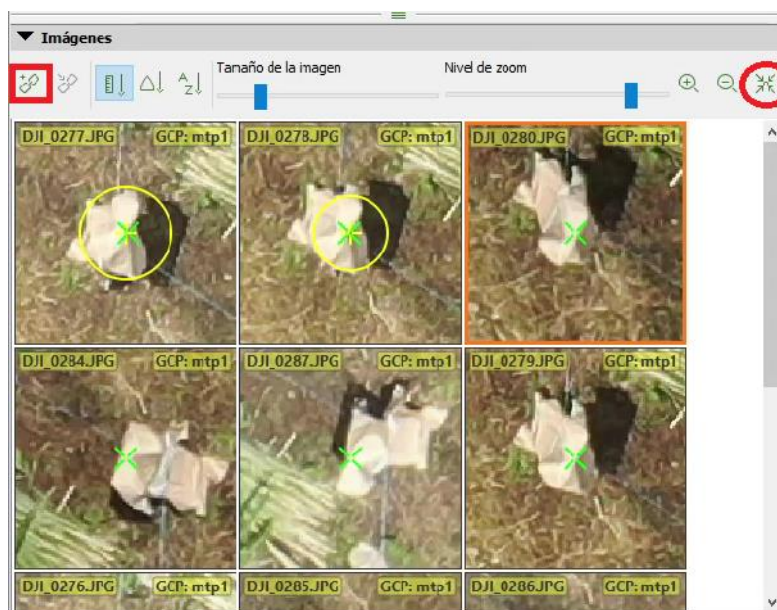 Imágenes
Tamaño de la imagen
Nivel de zoom
A
Z
DJI_0277.JPG GCP: mtp1
DJI_0278.JPG GCP: mtp1
DJI_0280.JPG GCP: mtp1
DJI_0284.JPG GCP: mtp1
DJI_0287.JPG GCP: mtp1
DJI_0279.JPG GCP: mtp1
DJI_0276.JPG GCP: mtp1
DJI_0285.JPG GCP: mtp1
DJI_0286.JPG GCP: mtp1